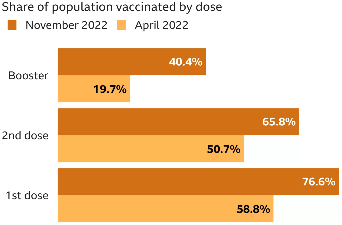 Share of population vaccinated by dose
November 2022 April 2022
Booster
40.4%
19.7%
2nd dose
65.8%
50.7%
1st dose
76.6%
58.8%